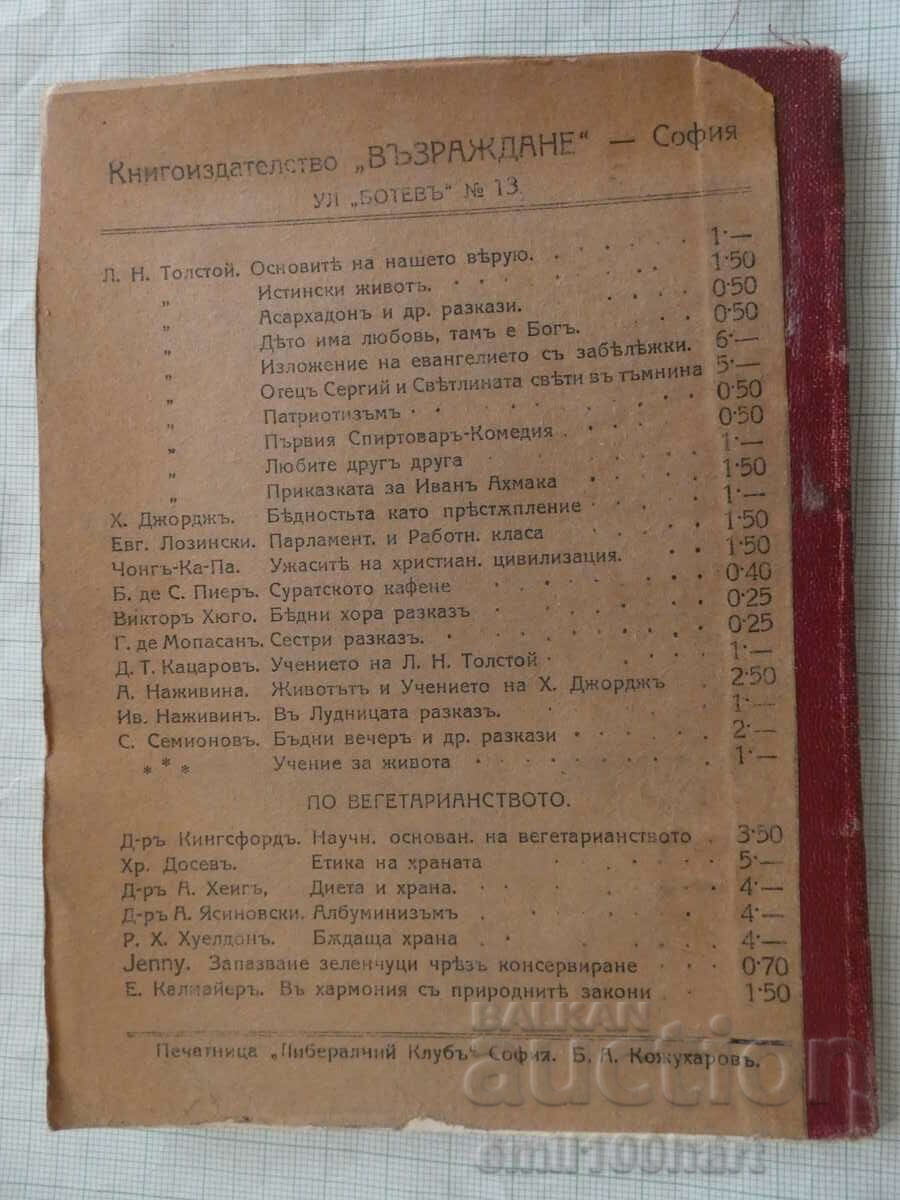 Книгоиздателство „ВЪЗРАЖДАНЕ“ — София
УЛ „БОТЕВЪ“ № 13.
Л. Н. Толстой. Основитѣ на нашето вѣрую. 1·—
„ Истински животъ. 1·50
„ Асархадонъ и др. разкази. 0·50
„ Дѣто има любовь, тамъ е Богъ. 0·50
„ Изложение на евангелието съ забѣлѣжки. 6·—
„ Отецъ Сергий и Свѣтлината свѣти въ тъмнина 5·—
„ Патриотизъмъ 0·50
„ Първия Спиртоваръ-Комедия 0·50
„ Любите другъ друга 1·—
„ Приказката за Иванъ Ахмака 1·50
Х. Джорджъ. Бѣдностьта като прѣстѫпление 1·—
Евг. Лозински. Парламент. и Работн. класа 1·50
Чонгъ-Ка-Па. Ужаситѣ на християн. цивилизация. 1·50
Б. де С. Пиеръ. Суратското кафене 0·40
Викторъ Хюго. Бѣдни хора разказъ 0·25
Г. де Мопасанъ. Сестри разказъ. 0·25
Д. Т. Кацаровъ. Учението на Л. Н. Толстой 1·—
А. Наживина. Животътъ и Учението на Х. Джорджъ 2·50
Ив. Наживинъ. Въ Лудницата разказъ. 1·—
С. Семионовъ. Бъдни вечеръ и др. разкази 2·—
* * * Учение за живота 1·—
ПО ВЕГЕТАРИАНСТВОТО.
Д-ръ Кингсфордъ. Научн. основан. на вегетарианството 3·50
Хр. Досевъ. Етика на храната 5·—
Д-ръ А. Хейгъ, Диета и храна. 4·—
Д-ръ А. Ясиновски. Албуминизъмъ 4·—
Р. Х. Хуелдонъ. Бѫдаща храна 4·—
Jenny. Запазване зеленчуци чрѣзъ консервиране 0·70
Е. Калмайеръ. Въ хармония съ природнитѣ закони 1·50
Печатница „Либералний Клубъ“ София. Б. А. Кожухаровъ.
BALKAN
auction
emil100hart